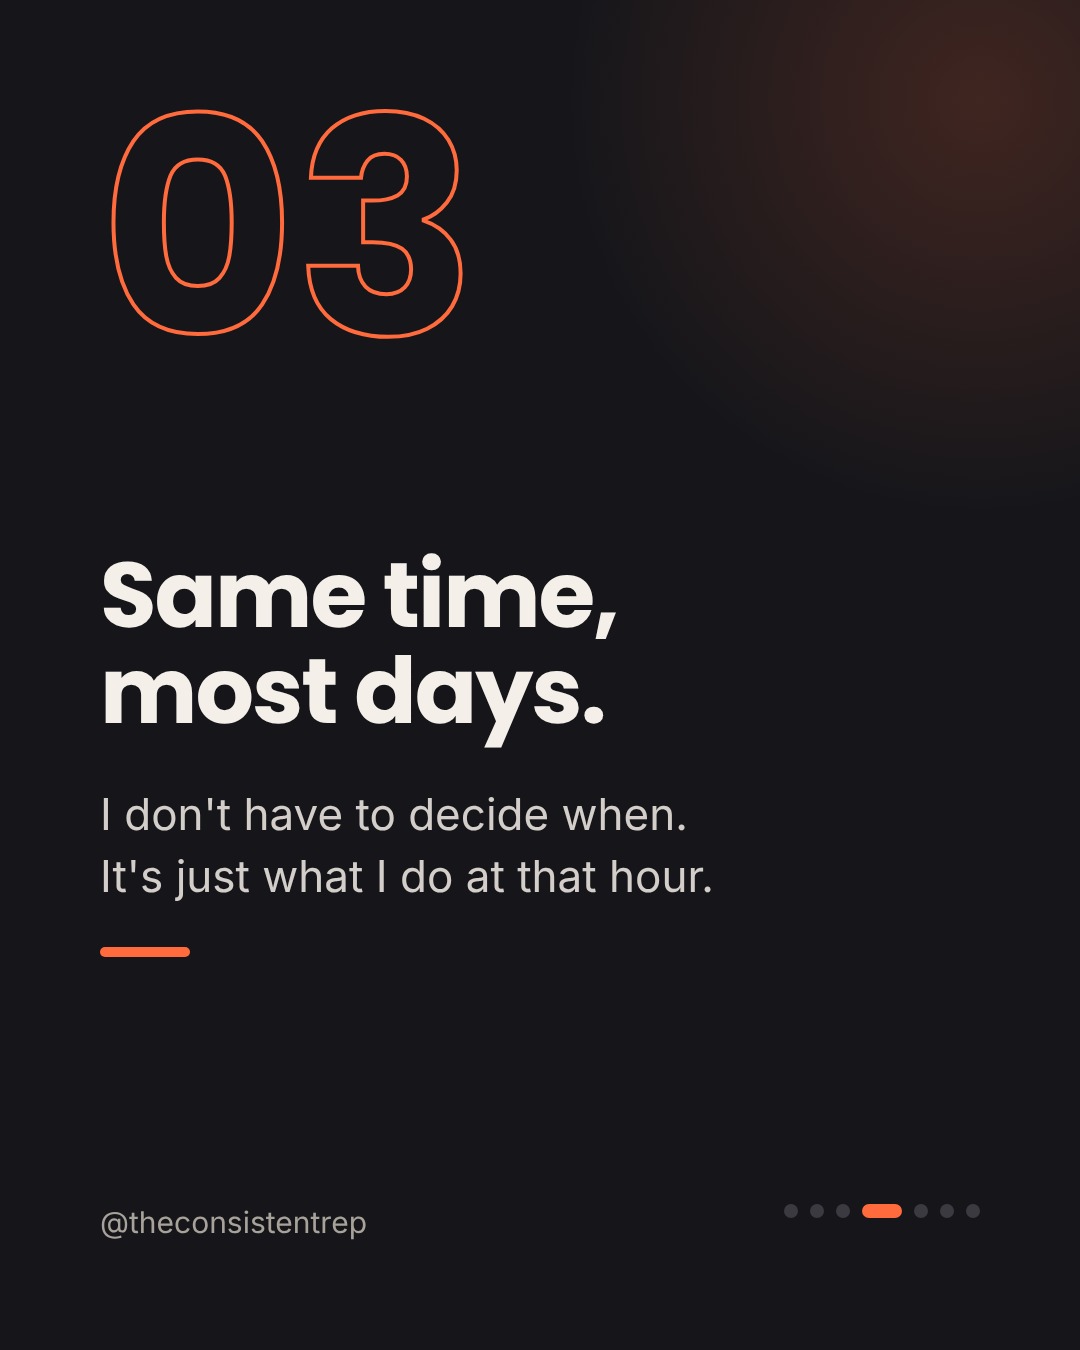 03
Same time,
most days.
I don't have to decide when.
It's just what I do at that hour.
@theconsistentrep